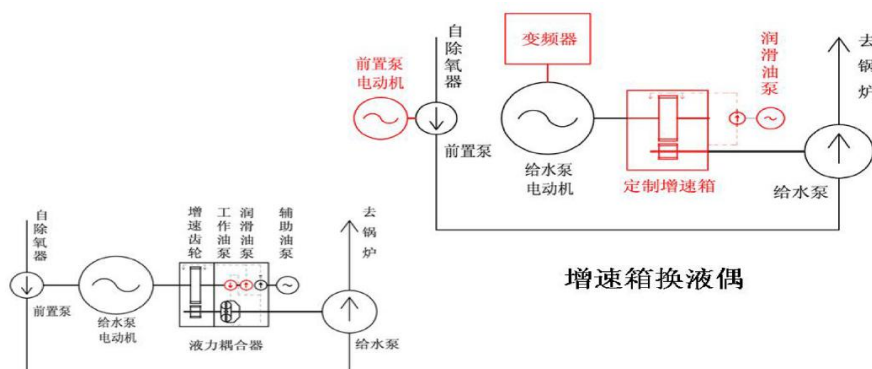 变频器
自除氧器
前置泵
电动机
前置泵
给水泵
电动机
定制增速箱
润滑油泵
去锅炉
给水泵
增速箱换液偶
自除氧器
前置泵
给水泵
电动机
增速齿轮
工作油泵
润滑油泵
辅助油泵
液力耦合器
去锅炉
给水泵